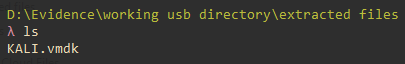 D:\Evidence\working usb directory\extracted files
λ ls
KALI.vmdk